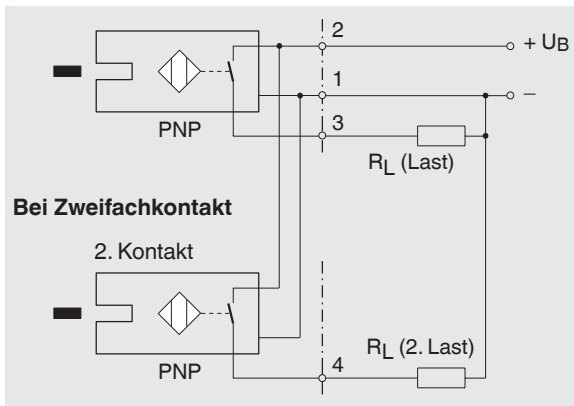 2
+ UB
1
–
PNP
3
RL (Last)
Bei Zweifachkontakt
2. Kontakt
RL (2. Last)
4
PNP